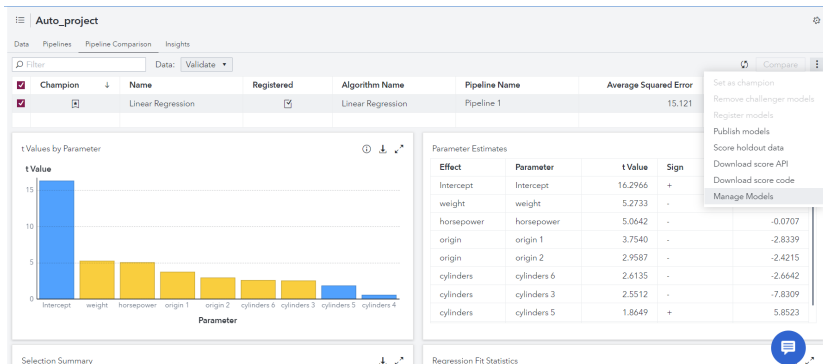 Auto_project
Data Pipelines Pipeline Comparison Insights
Filter Data: Validate Compare
Champion Name Registered Algorithm Name Pipeline Name Average Squared Error
Linear Regression Linear Regression Pipeline 1 15.121
Set as champion
Remove challenger models
Register models
Publish models
Score holdout data
Download score API
Download score code
Manage Models
t Values by Parameter
t Value
15
10
5
0
Intercept weight horsepower origin 1 origin 2 cylinders 6 cylinders 3 cylinders 5 cylinders 4
Parameter
Parameter Estimates
Effect Parameter t Value Sign
Intercept Intercept 16.2966 +
weight weight 5.2733 -
horsepower horsepower 5.0642 - -0.0707
origin origin 1 3.7540 - -2.8339
origin origin 2 2.9587 - -2.4215
cylinders cylinders 6 2.6135 - -2.6642
cylinders cylinders 3 2.5512 - -7.8309
cylinders cylinders 5 1.8649 + 5.8523
Selection Summary
Regression Fit Statistics